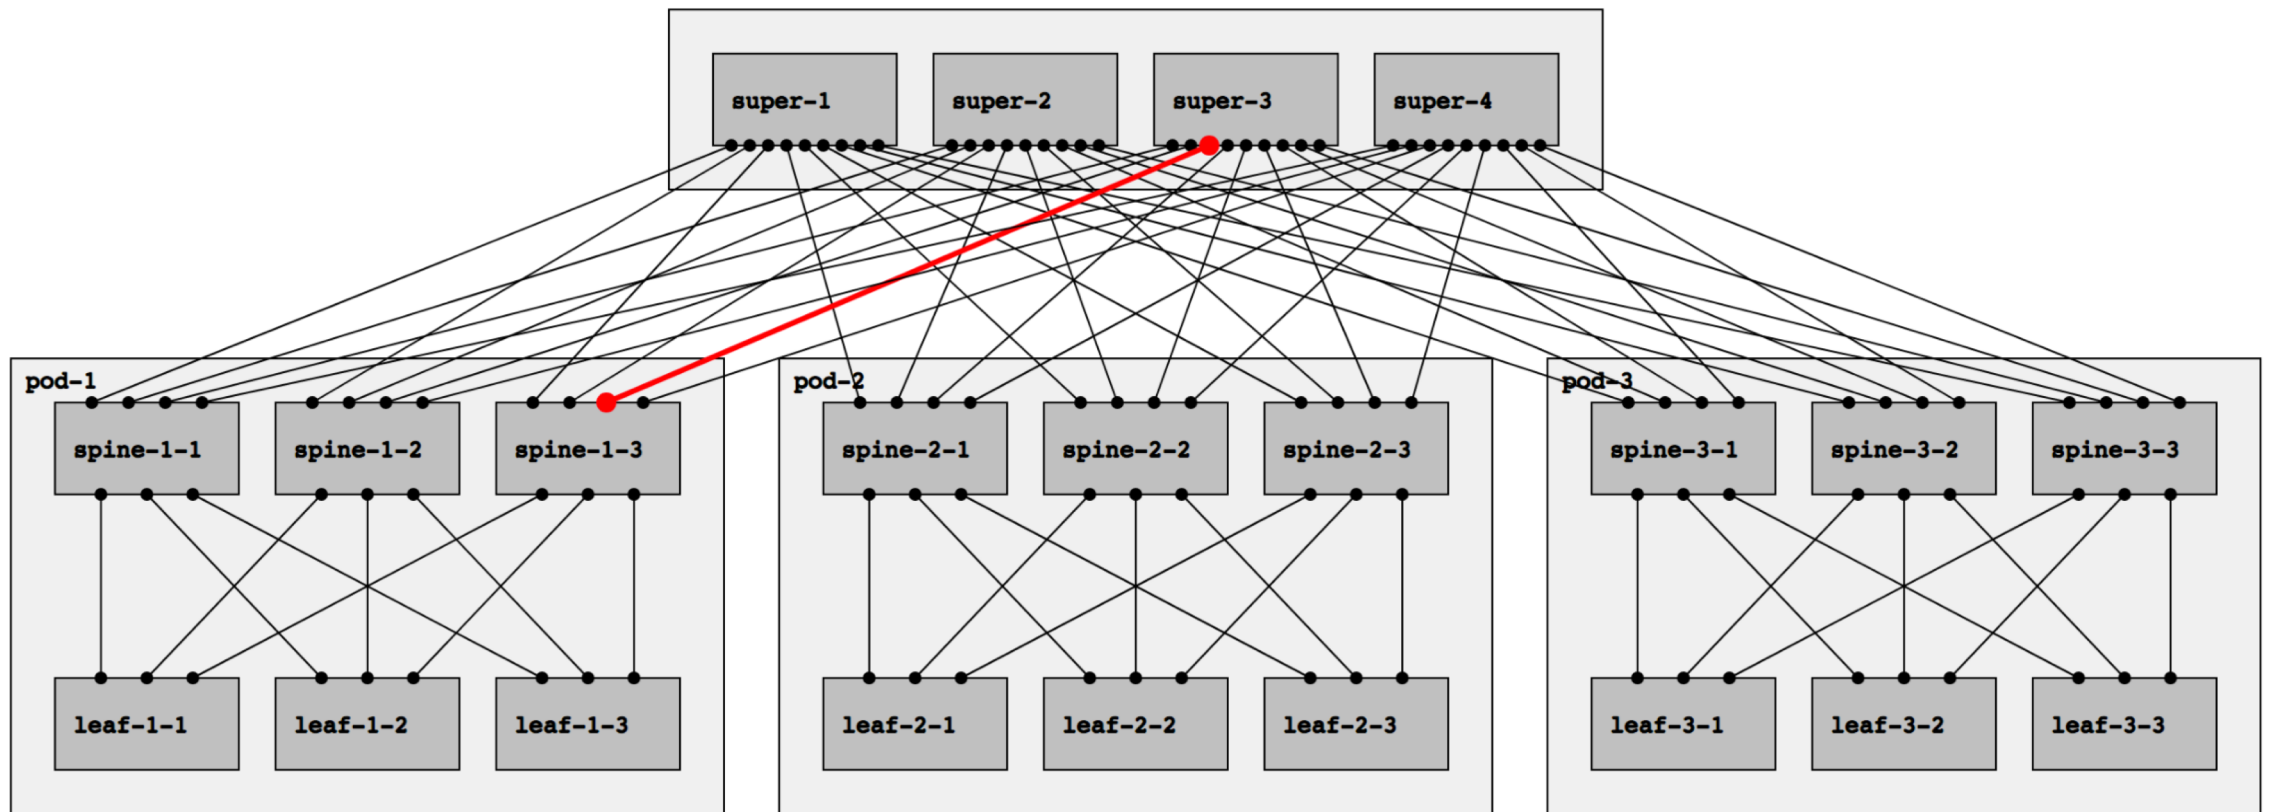 super-1 super-2 super-3 super-4
pod-1 pod-2 pod-3
spine-1-1 spine-1-2 spine-1-3 spine-2-1 spine-2-2 spine-2-3 spine-3-1 spine-3-2 spine-3-3
leaf-1-1 leaf-1-2 leaf-1-3 leaf-2-1 leaf-2-2 leaf-2-3 leaf-3-1 leaf-3-2 leaf-3-3